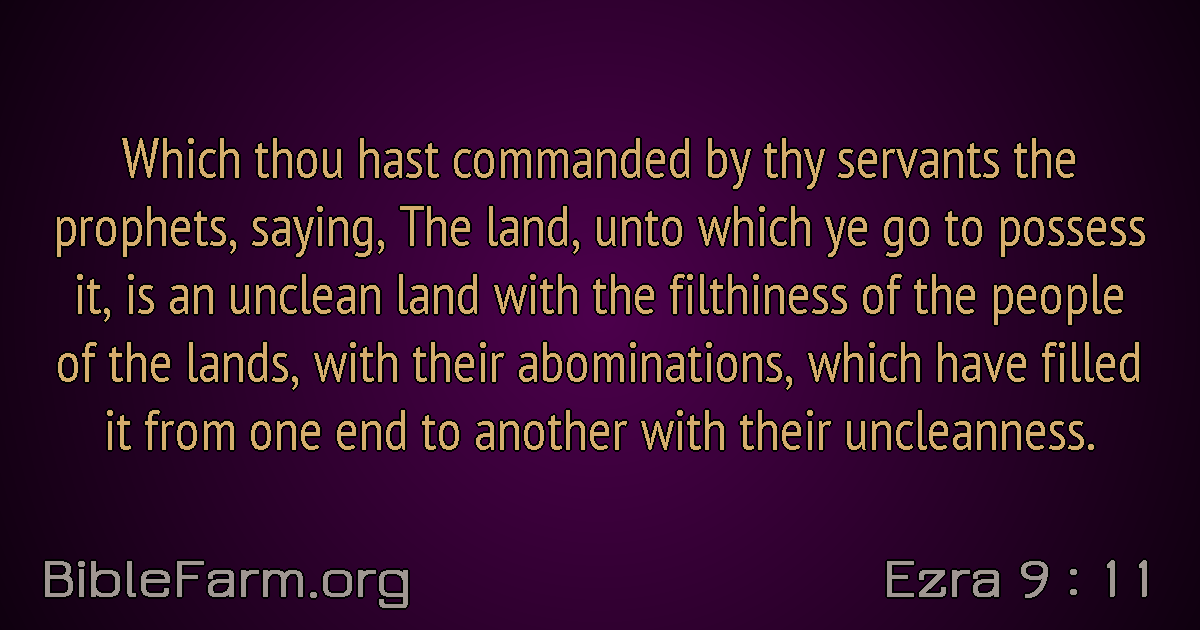 Which thou hast commanded by thy servants the
prophets, saying, The land, unto which ye go to possess
it, is an unclean land with the filthiness of the people
of the lands, with their abominations, which have filled
it from one end to another with their uncleanness.
BibleFarm.org
Ezra 9 : 11